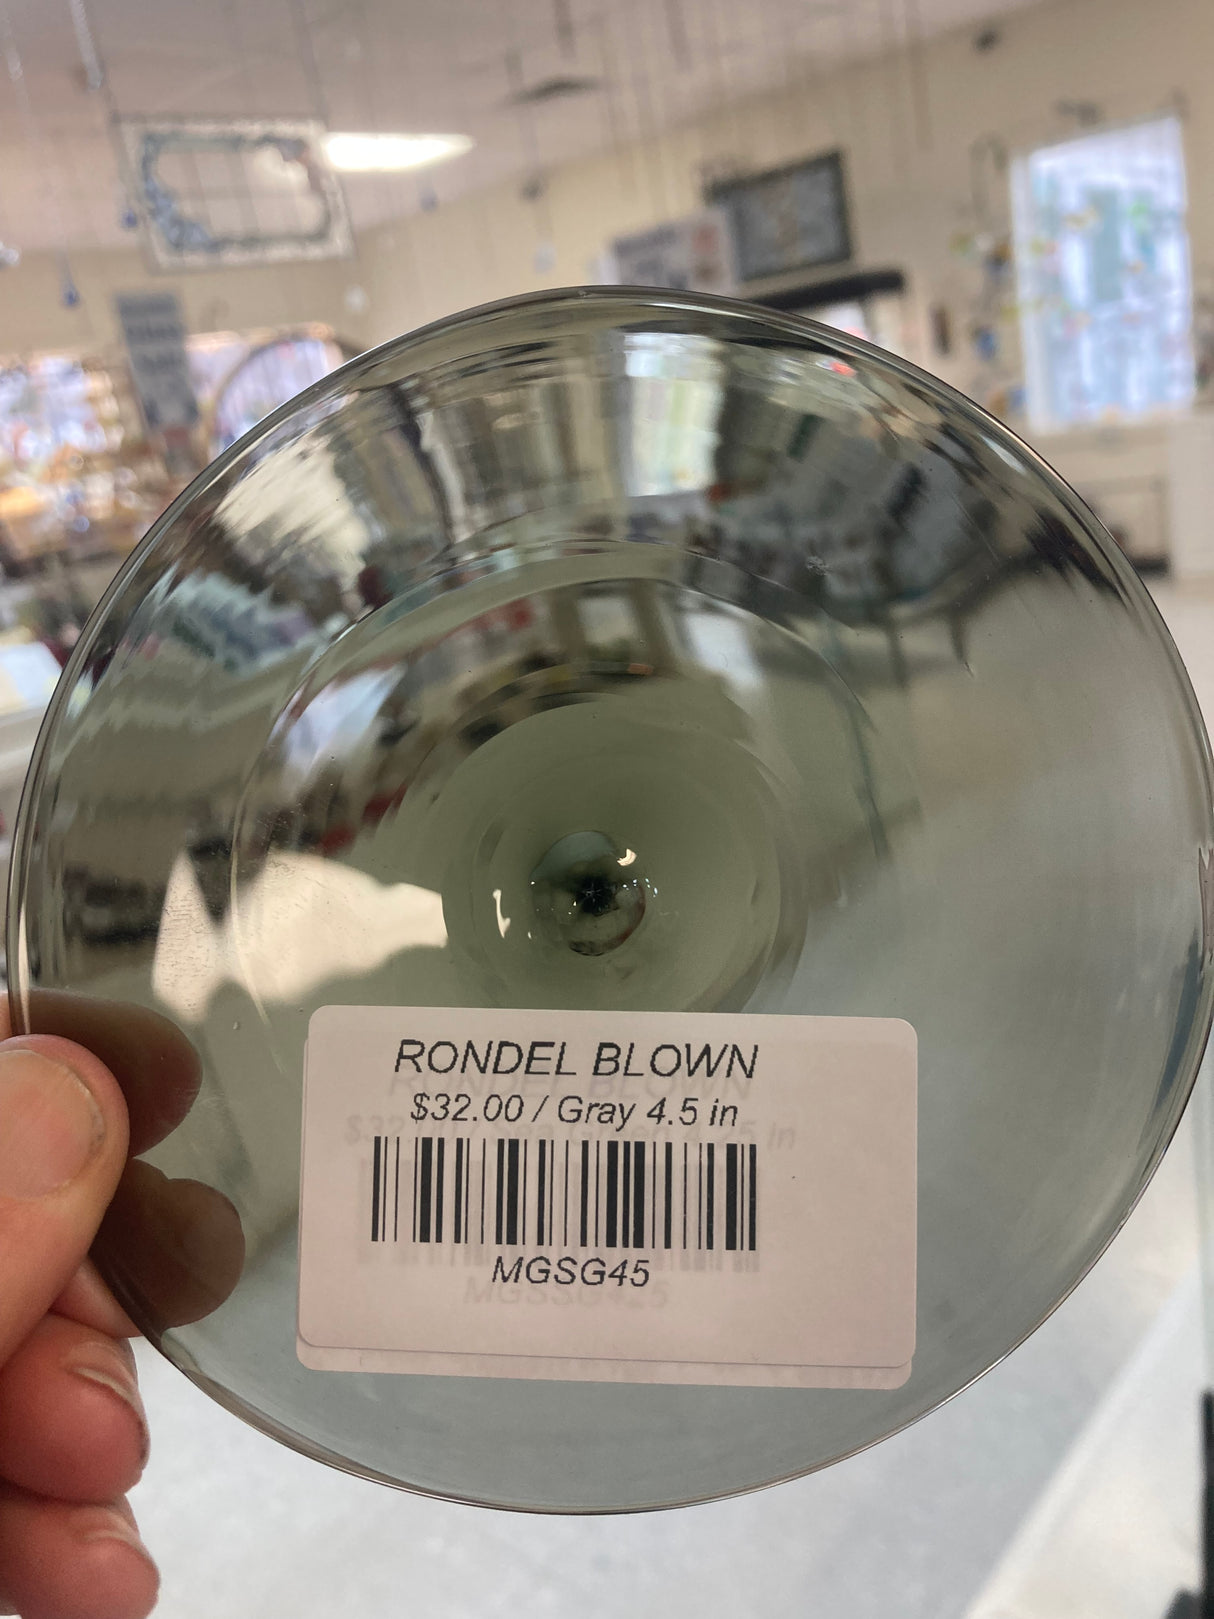 RONDEL BLOWN
$32.00 / Gray 4.5 in
MGSG45